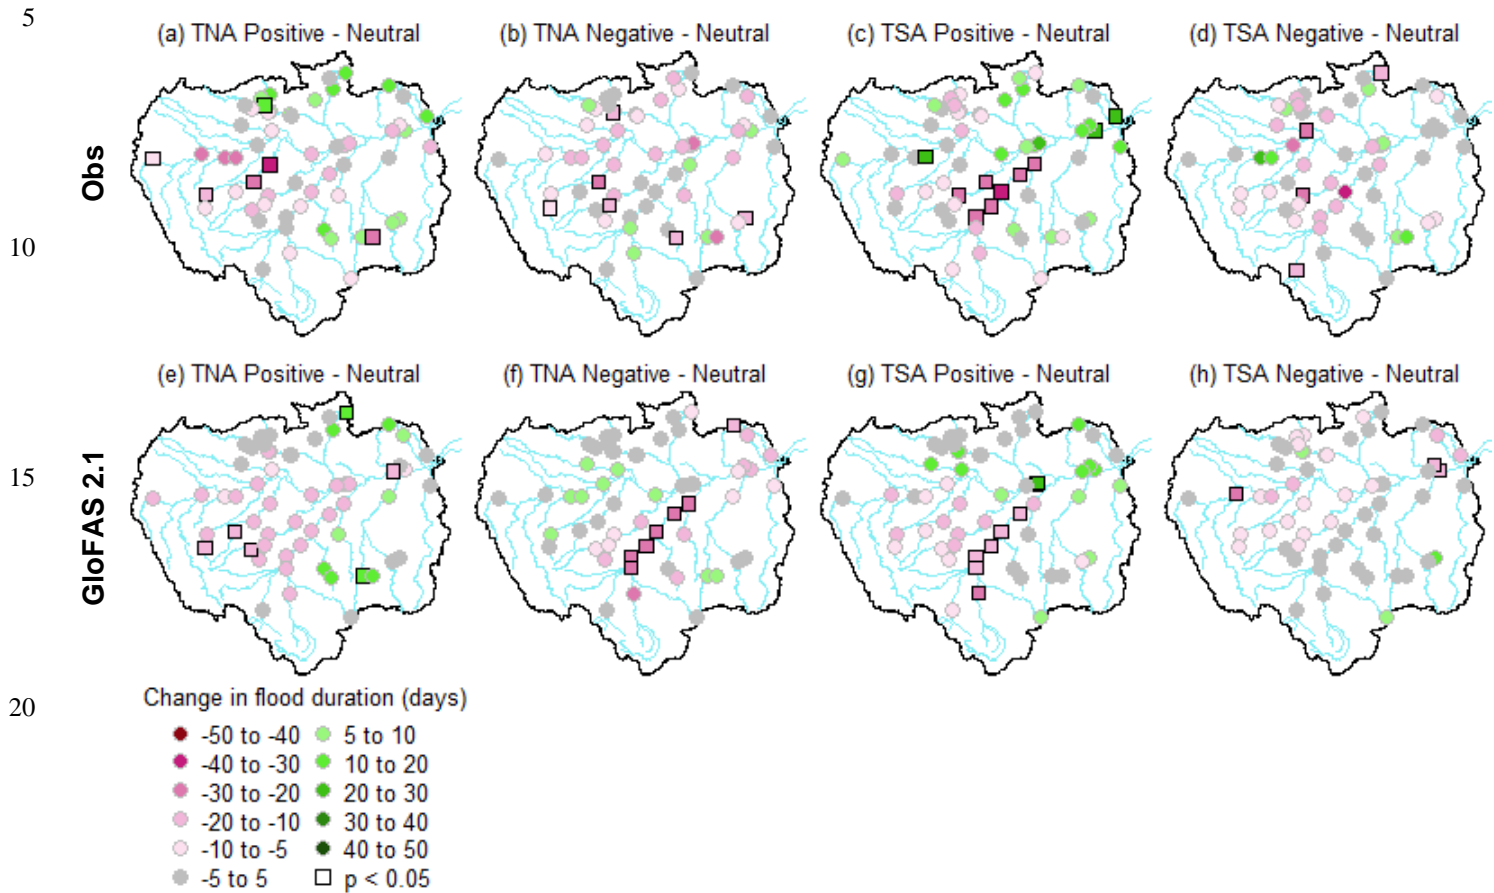 5
(a) TNA Positive - Neutral
(b) TNA Negative - Neutral
(c) TSA Positive - Neutral
(d) TSA Negative - Neutral
Obs
10
(e) TNA Positive - Neutral
(f) TNA Negative - Neutral
(g) TSA Positive - Neutral
(h) TSA Negative - Neutral
GloFAS 2.1
15
20
Change in flood duration (days)
-50 to -40
-40 to -30
-30 to -20
-20 to -10
-10 to -5
-5 to 5
5 to 10
10 to 20
20 to 30
30 to 40
40 to 50
p < 0.05